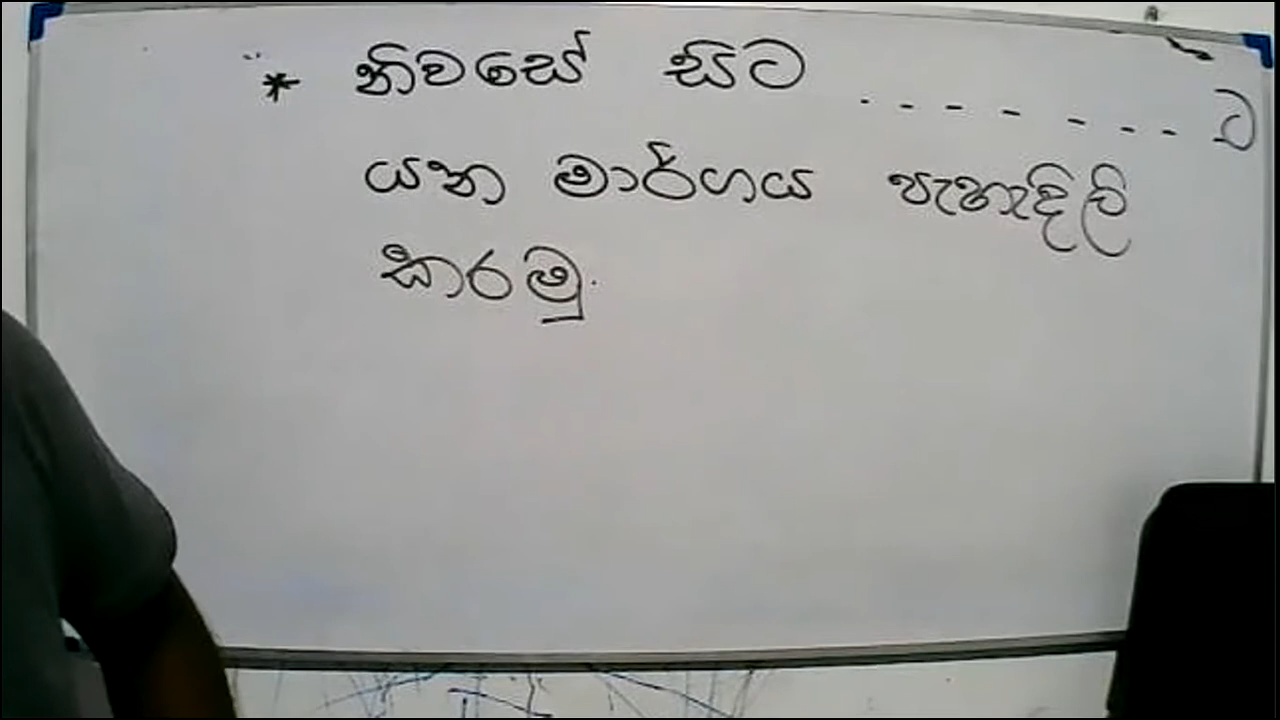 * නිවසේ සිට . - - - - - - ට
යන මාර්ගය පැහැදිලි
කරමු.